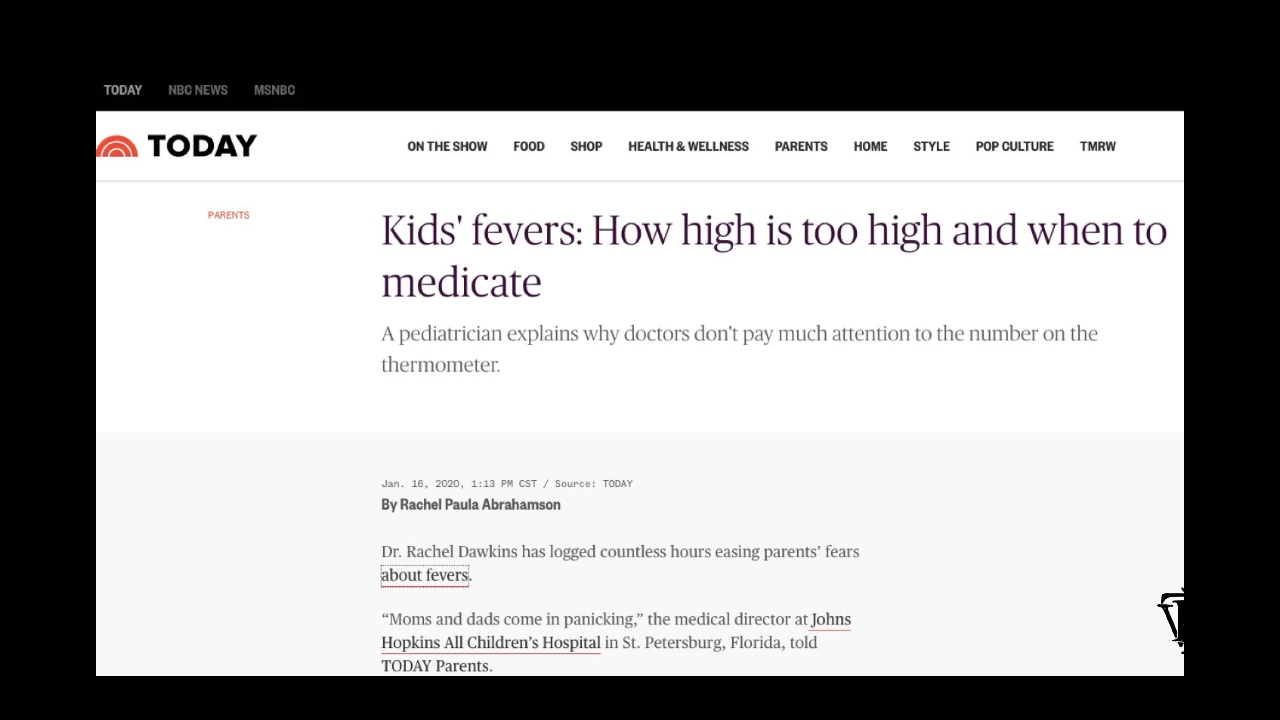 TODAY NBC NEWS MSNBC
TODAY ON THE SHOW FOOD SHOP HEALTH & WELLNESS PARENTS HOME STYLE POP CULTURE TMRW
PARENTS
Kids' fevers: How high is too high and when to
medicate
A pediatrician explains why doctors don't pay much attention to the number on the
thermometer.
Jan. 16, 2020, 1:13 PM CST / Source: TODAY
By Rachel Paula Abrahamson
Dr. Rachel Dawkins has logged countless hours easing parents’ fears
about fevers.
“Moms and dads come in panicking,” the medical director at Johns
Hopkins All Children’s Hospital in St. Petersburg, Florida, told
TODAY Parents.